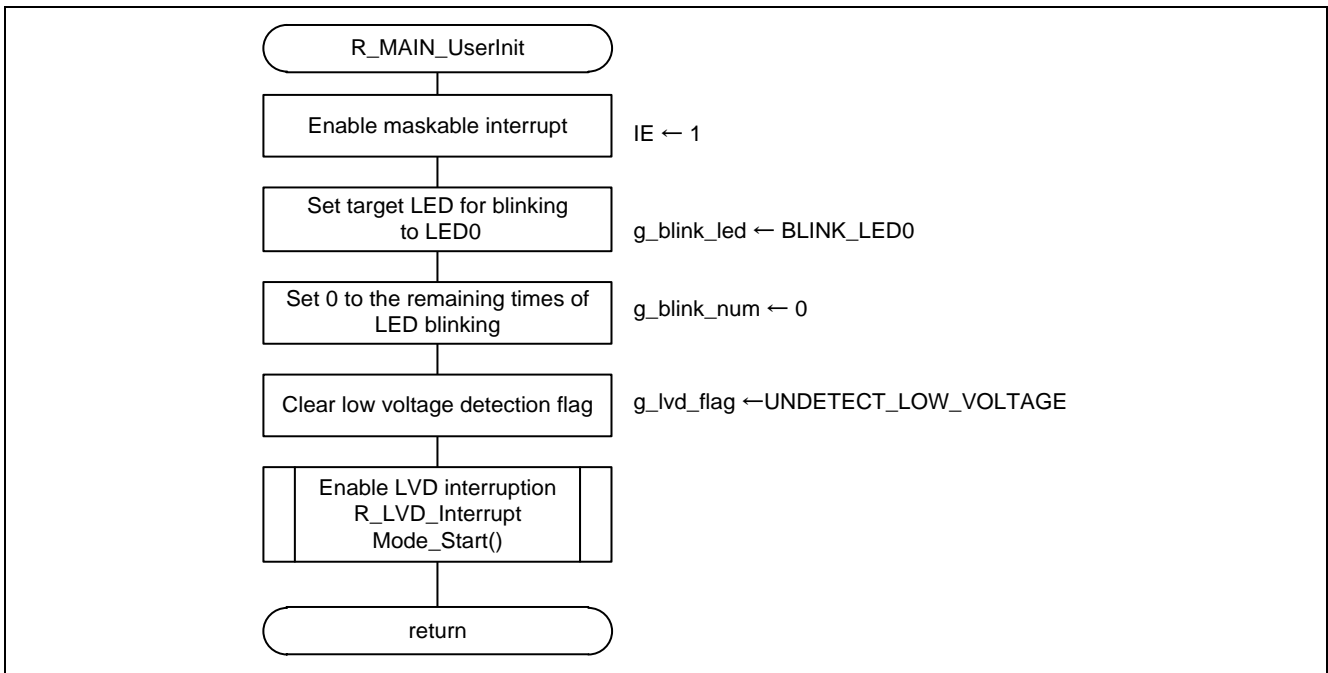 R_MAIN_UserInit
Enable maskable interrupt
IE ← 1
Set target LED for blinking
to LED0
g_blink_led ← BLINK_LED0
Set 0 to the remaining times of
LED blinking
g_blink_num ← 0
Clear low voltage detection flag
g_lvd_flag ←UNDETECT_LOW_VOLTAGE
Enable LVD interruption
R_LVD_Interrupt
Mode_Start()
return